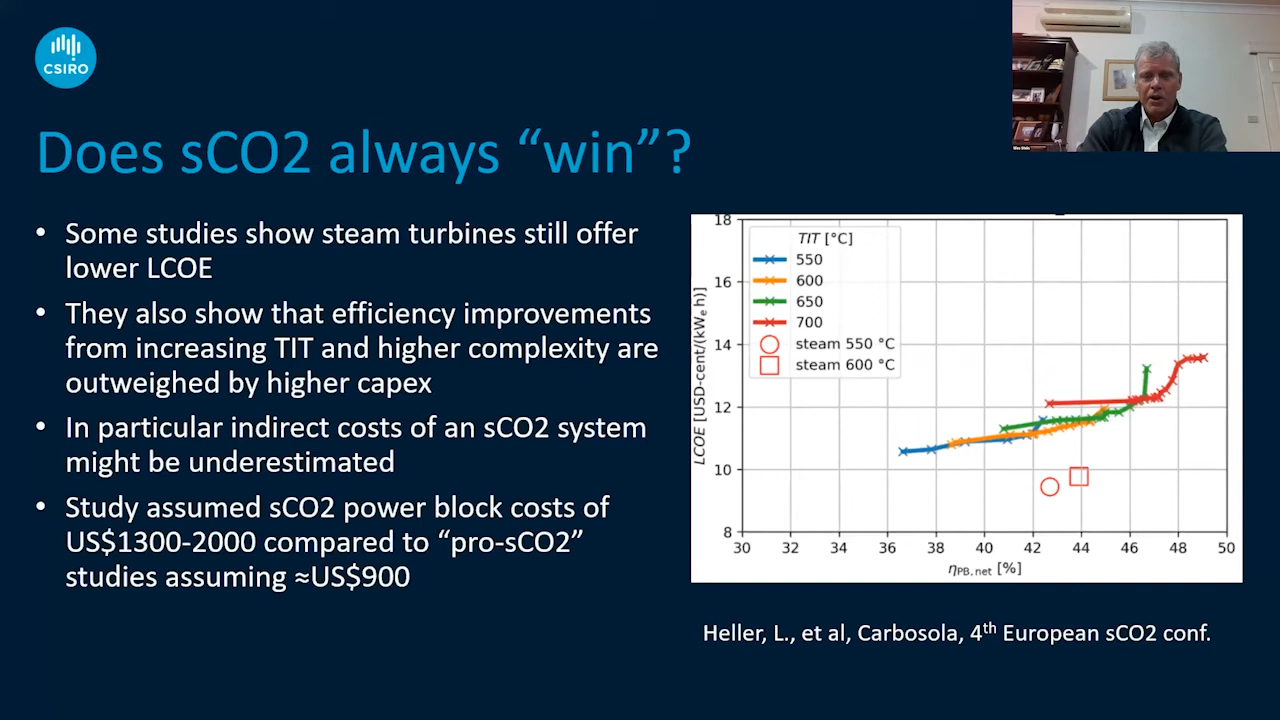 CSIRO
Does sCO2 always “win”?
• Some studies show steam turbines still offer
lower LCOE
• They also show that efficiency improvements
from increasing TIT and higher complexity are
outweighed by higher capex
• In particular indirect costs of an sCO2 system
might be underestimated
• Study assumed sCO2 power block costs of
US$1300-2000 compared to “pro-sCO2”
studies assuming ≈US$900
18
16
14
12
10
8
LCOE [USD-cent/(kWₑ h)]
TIT [°C]
550
600
650
700
steam 550 °C
steam 600 °C
30 32 34 36 38 40 42 44 46 48 50
ηPB,net [%]
Heller, L., et al, Carbosola, 4th European sCO2 conf.